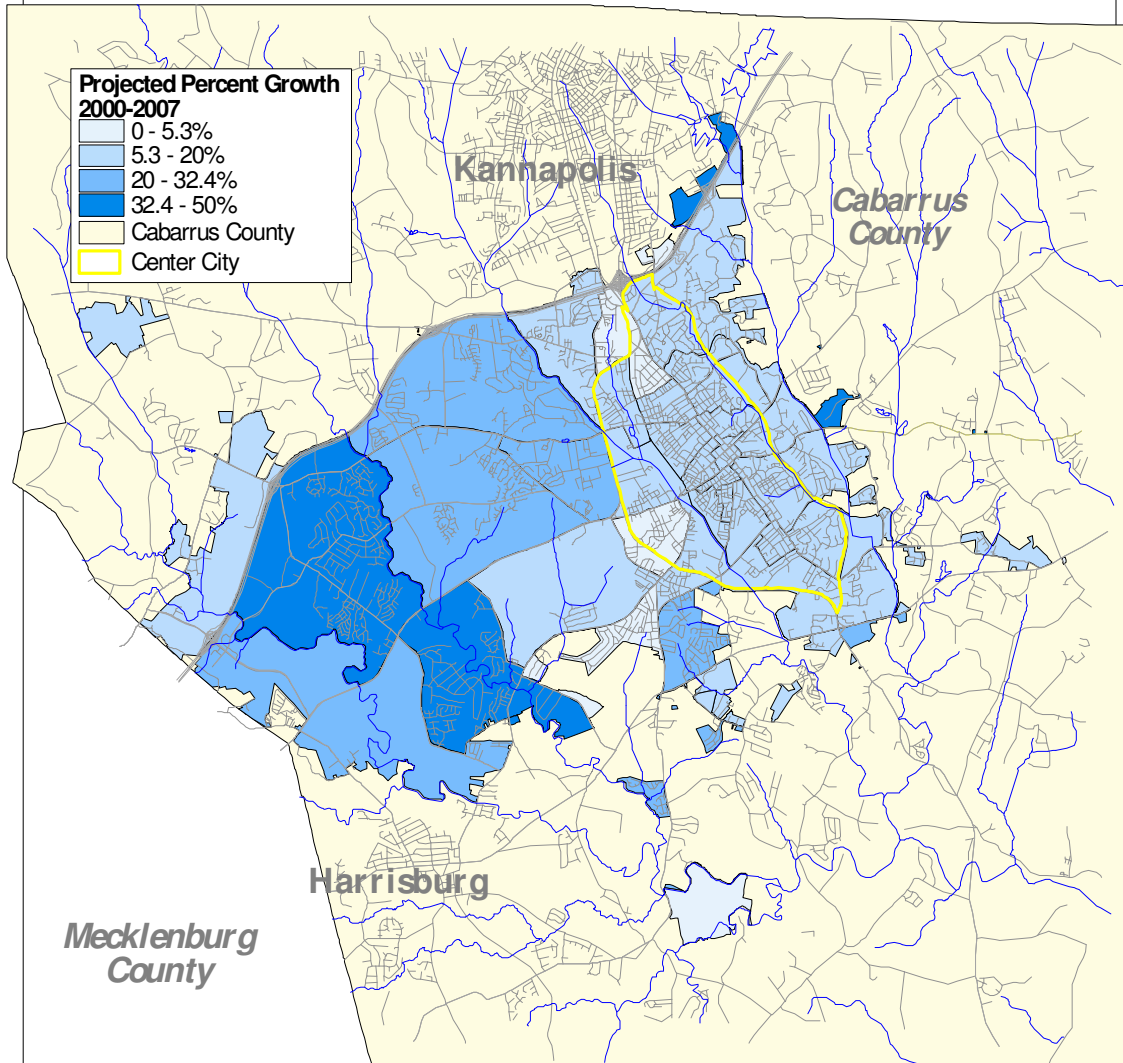 Projected Percent Growth
2000-2007
0 - 5.3%
5.3 - 20%
20 - 32.4%
32.4 - 50%
Cabarrus County
Center City
Kannapolis
Cabarrus
County
Harrisburg
Mecklenburg
County